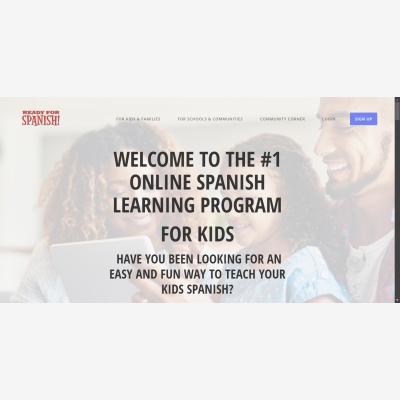 READY FOR
SPANISH!
FOR KIDS & FAMILIES
FOR SCHOOLS & COMMUNITIES
COMMUNITY CORNER
LOGIN
SIGN UP
WELCOME TO THE #1
ONLINE SPANISH
LEARNING PROGRAM
FOR KIDS
HAVE YOU BEEN LOOKING FOR AN
EASY AND FUN WAY TO TEACH YOUR
KIDS SPANISH?